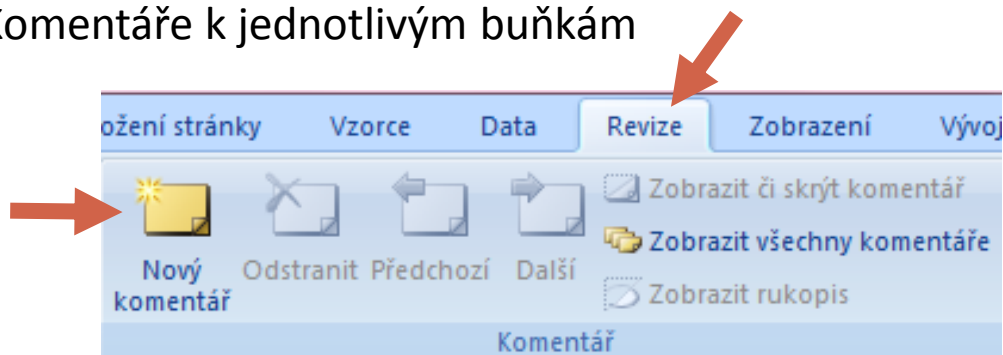 Komentáře k jednotlivým buňkám
ožení stránky Vzorce Data Revize Zobrazení Vývoj
Zobrazit či skrýt komentář
Zobrazit všechny komentáře
Nový komentář Odstranit Předchozí Další
Zobrazit rukopis
Komentář